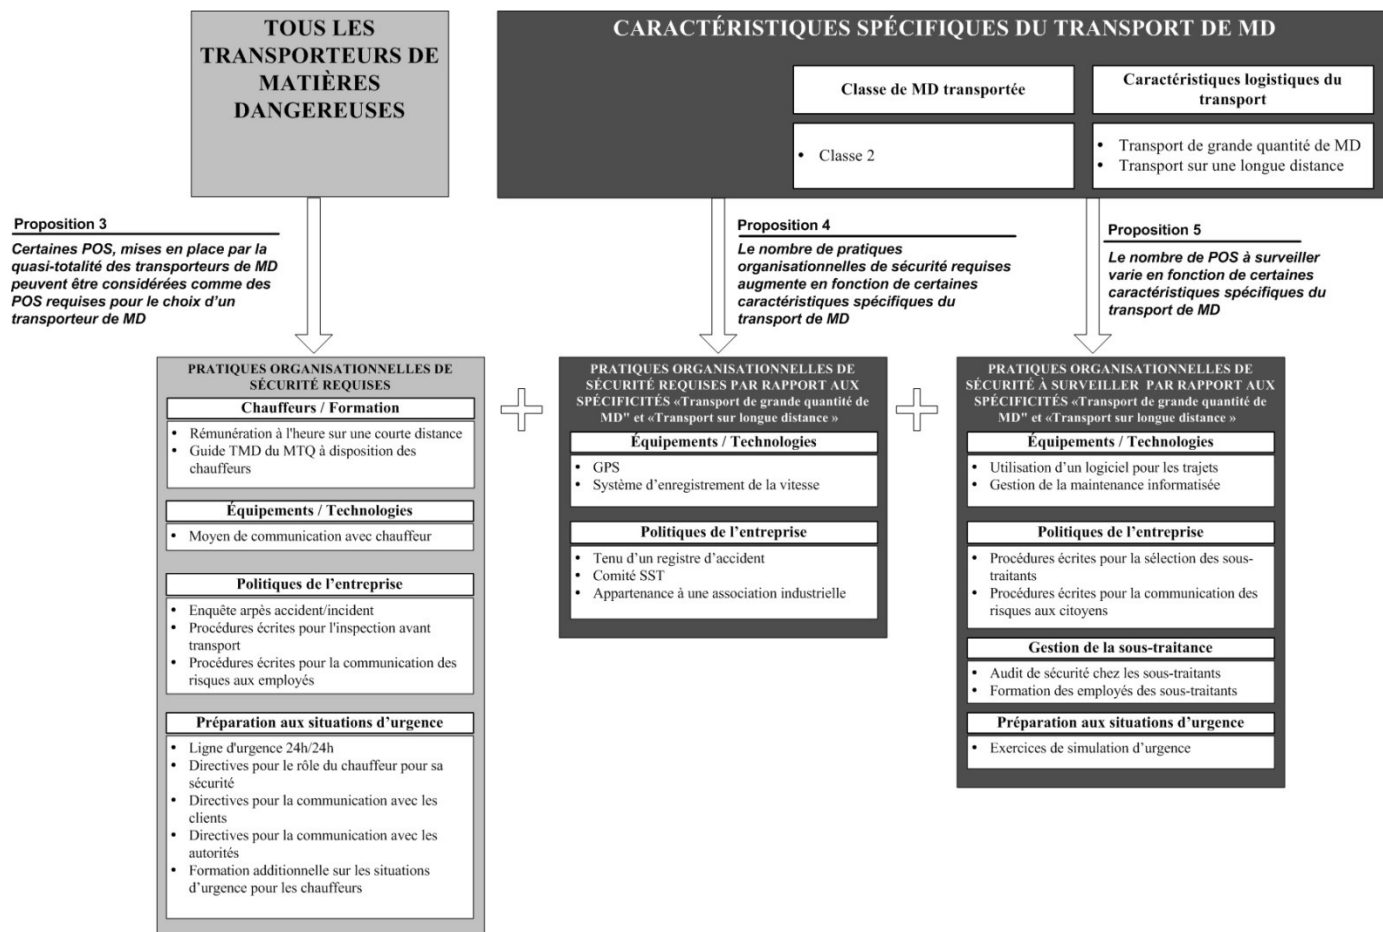 TOUS LES
TRANSPORTEURS DE
MATIÈRES
DANGEREUSES
CARACTÉRISTIQUES SPÉCIFIQUES DU TRANSPORT DE MD
Classe de MD transportée
• Classe 2
Caractéristiques logistiques du
transport
• Transport de grande quantité de MD
• Transport sur une longue distance
Proposition 3
Certaines POS, mises en place par la
quasi-totalité des transporteurs de MD
peuvent être considérées comme des
POS requises pour le choix d'un
transporteur de MD
Proposition 4
Le nombre de pratiques
organisationnelles de sécurité requises
augmente en fonction de certaines
caractéristiques spécifiques du
transport de MD
Proposition 5
Le nombre de POS à surveiller
varie en fonction de certaines
caractéristiques spécifiques du
transport de MD
PRATIQUES ORGANISATIONNELLES DE
SÉCURITÉ REQUISES
Chauffeurs / Formation
• Rémunération à l'heure sur une courte distance
• Guide TMD du MTQ à disposition des
chauffeurs
Équipements / Technologies
• Moyen de communication avec chauffeur
Politiques de l'entreprise
• Enquête arpès accident/incident
• Procédures écrites pour l'inspection avant
transport
• Procédures écrites pour la communication des
risques aux employés
Préparation aux situations d'urgence
• Ligne d'urgence 24h/24h
• Directives pour le rôle du chauffeur pour sa
sécurité
• Directives pour la communication avec les
clients
• Directives pour la communication avec les
autorités
• Formation additionnelle sur les situations
d'urgence pour les chauffeurs
PRATIQUES ORGANISATIONNELLES DE
SÉCURITÉ REQUISES PAR RAPPORT AUX
SPÉCIFICITÉS «Transport de grande quantité de
MD" et «Transport sur longue distance »
Équipements / Technologies
• GPS
• Système d'enregistrement de la vitesse
Politiques de l'entreprise
• Tenu d'un registre d'accident
• Comité SST
• Appartenance à une association industrielle
PRATIQUES ORGANISATIONNELLES DE
SÉCURITÉ À SURVEILLER PAR RAPPORT AUX
SPÉCIFICITÉS «Transport de grande quantité de
MD" et «Transport sur longue distance »
Équipements / Technologies
• Utilisation d'un logiciel pour les trajets
• Gestion de la maintenance informatisée
Politiques de l'entreprise
• Procédures écrites pour la sélection des sous-
traitants
• Procédures écrites pour la communication des
risques aux citoyens
Gestion de la sous-traitance
• Audit de sécurité chez les sous-traitants
• Formation des employés des sous-traitants
Préparation aux situations d'urgence
• Exercices de simulation d'urgence